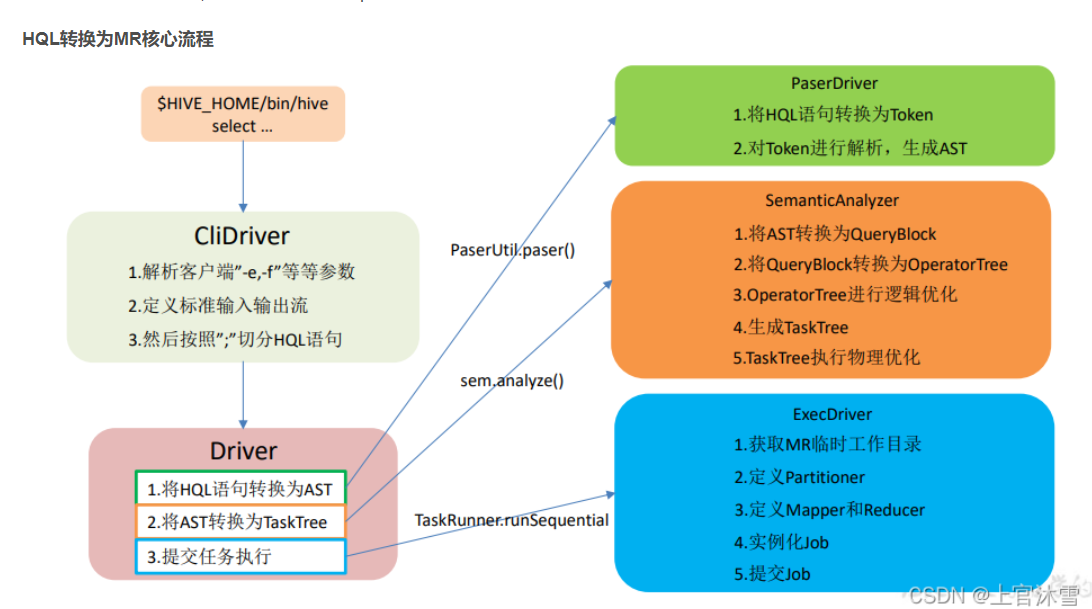 HQL转换为MR核心流程
$HIVE_HOME/bin/hive
select ...
CliDriver
1.解析客户端”-e,-f”等等参数
2.定义标准输入输出流
3.然后按照”;”切分HQL语句
Driver
1.将HQL语句转换为AST
2.将AST转换为TaskTree
3.提交任务执行
PaserUtil.paser()
sem.analyze()
TaskRunner.runSequential
PaserDriver
1.将HQL语句转换为Token
2.对Token进行解析，生成AST
SemanticAnalyzer
1.将AST转换为QueryBlock
2.将QueryBlock转换为OperatorTree
3.OperatorTree进行逻辑优化
4.生成TaskTree
5.TaskTree执行物理优化
ExecDriver
1.获取MR临时工作目录
2.定义Partitioner
3.定义Mapper和Reducer
4.实例化Job
5.提交Job
CSDN @上官沐雪